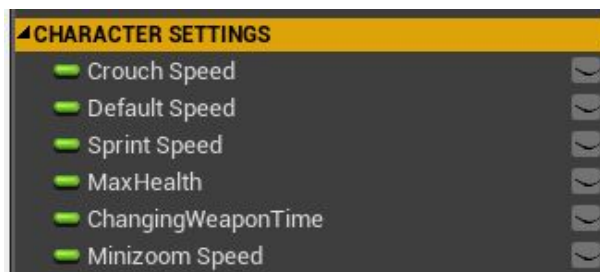 CHARACTER SETTINGS
Crouch Speed
Default Speed
Sprint Speed
MaxHealth
ChangingWeaponTime
Minizoom Speed